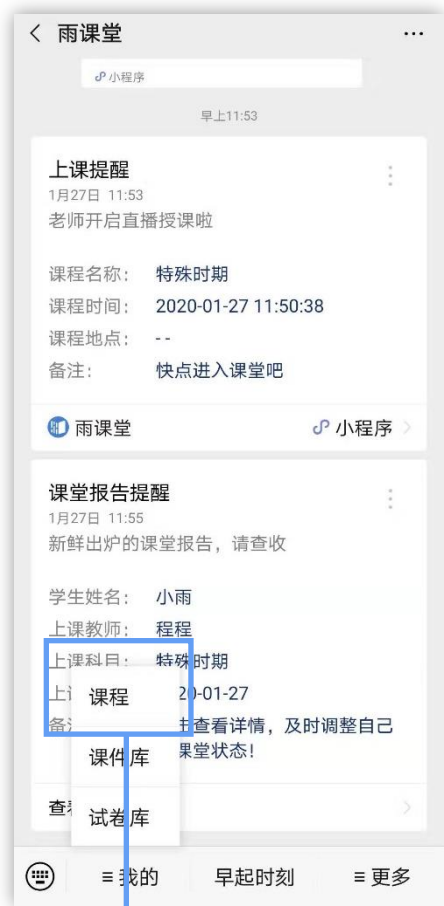 雨课堂
小程序
早上11:53
上课提醒
1月27日 11:53
老师开启直播授课啦
课程名称： 特殊时期
课程时间： 2020-01-27 11:50:38
课程地点： --
备注： 快点进入课堂吧
雨课堂 小程序
课堂报告提醒
1月27日 11:55
新鲜出炉的课堂报告，请查收
学生姓名： 小雨
上课教师： 程程
上课科目： 特殊时期
上 0-01-27
课程
备 查看详情，及时调整自己
课堂状态！
课件库
查
试卷库
≡我的 早起时刻 ≡更多